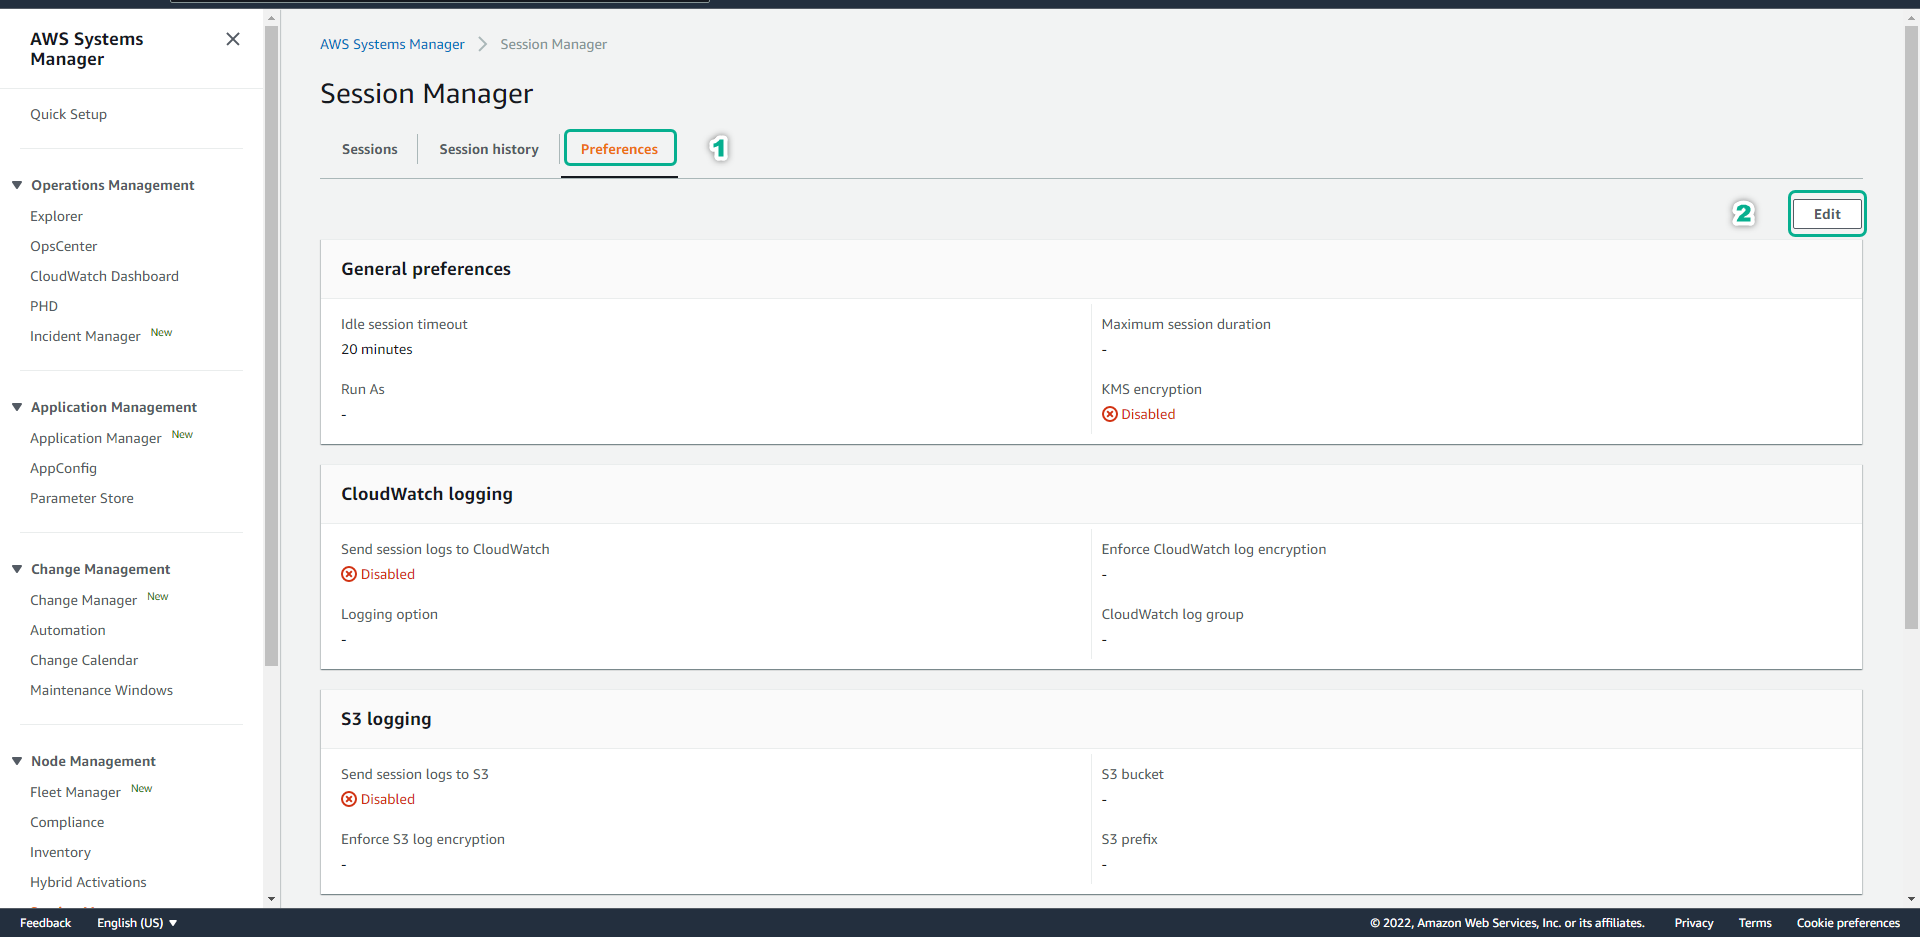 AWS Systems
Manager
Quick Setup
Operations Management
Explorer
OpsCenter
CloudWatch Dashboard
PHD
Incident Manager New
Application Management
Application Manager New
AppConfig
Parameter Store
Change Management
Change Manager New
Automation
Change Calendar
Maintenance Windows
Node Management
Fleet Manager New
Compliance
Inventory
Hybrid Activations
AWS Systems Manager Session Manager
Session Manager
Sessions Session history Preferences 1
2 Edit
General preferences
Idle session timeout
20 minutes
Run As
-
Maximum session duration
-
KMS encryption
Disabled
CloudWatch logging
Send session logs to CloudWatch
Disabled
Logging option
-
Enforce CloudWatch log encryption
-
CloudWatch log group
-
S3 logging
Send session logs to S3
Disabled
Enforce S3 log encryption
-
S3 bucket
-
S3 prefix
-
Feedback English (US) © 2022, Amazon Web Services, Inc. or its affiliates. Privacy Terms Cookie preferences